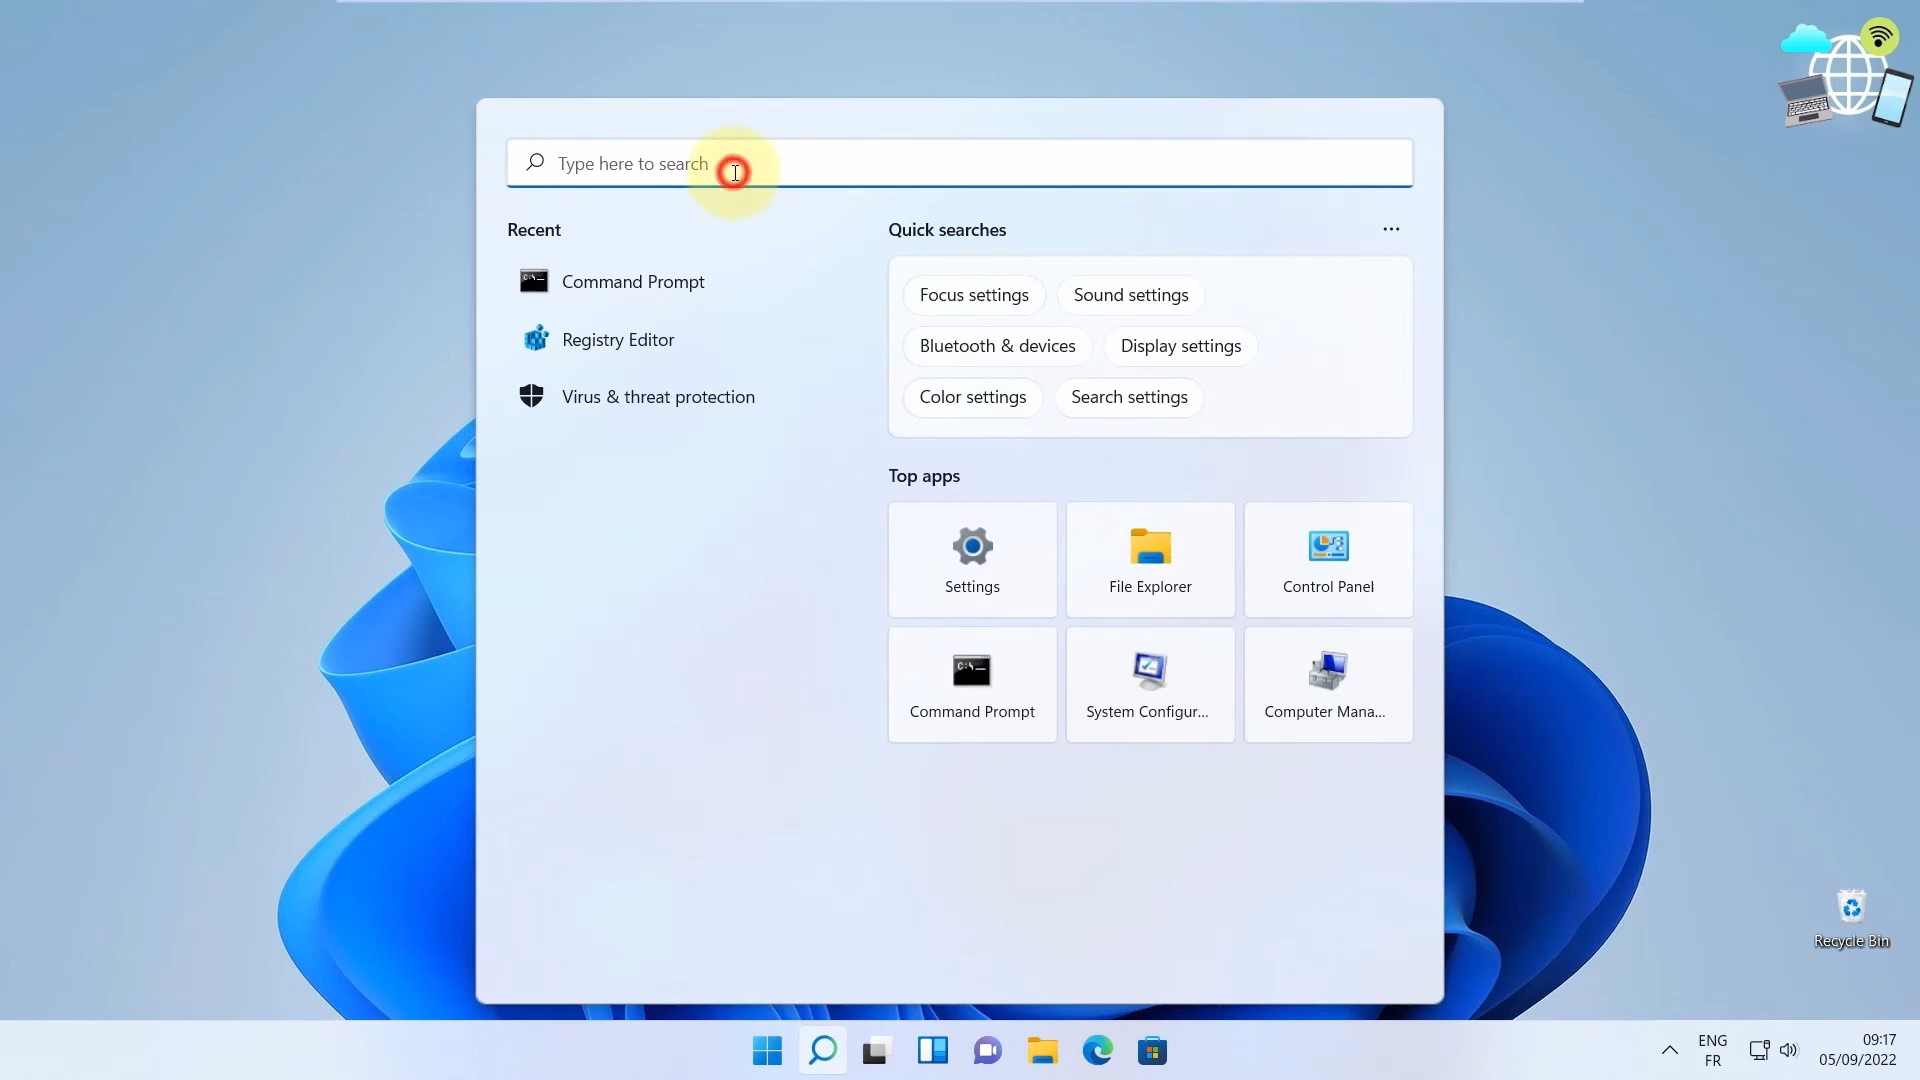 Type here to search
Recent
Quick searches
Command Prompt
Registry Editor
Virus & threat protection
Focus settings
Sound settings
Bluetooth & devices
Display settings
Color settings
Search settings
Top apps
Settings
File Explorer
Control Panel
Command Prompt
System Configur...
Computer Mana...
Recycle Bin
ENG
FR
09:17
05/09/2022